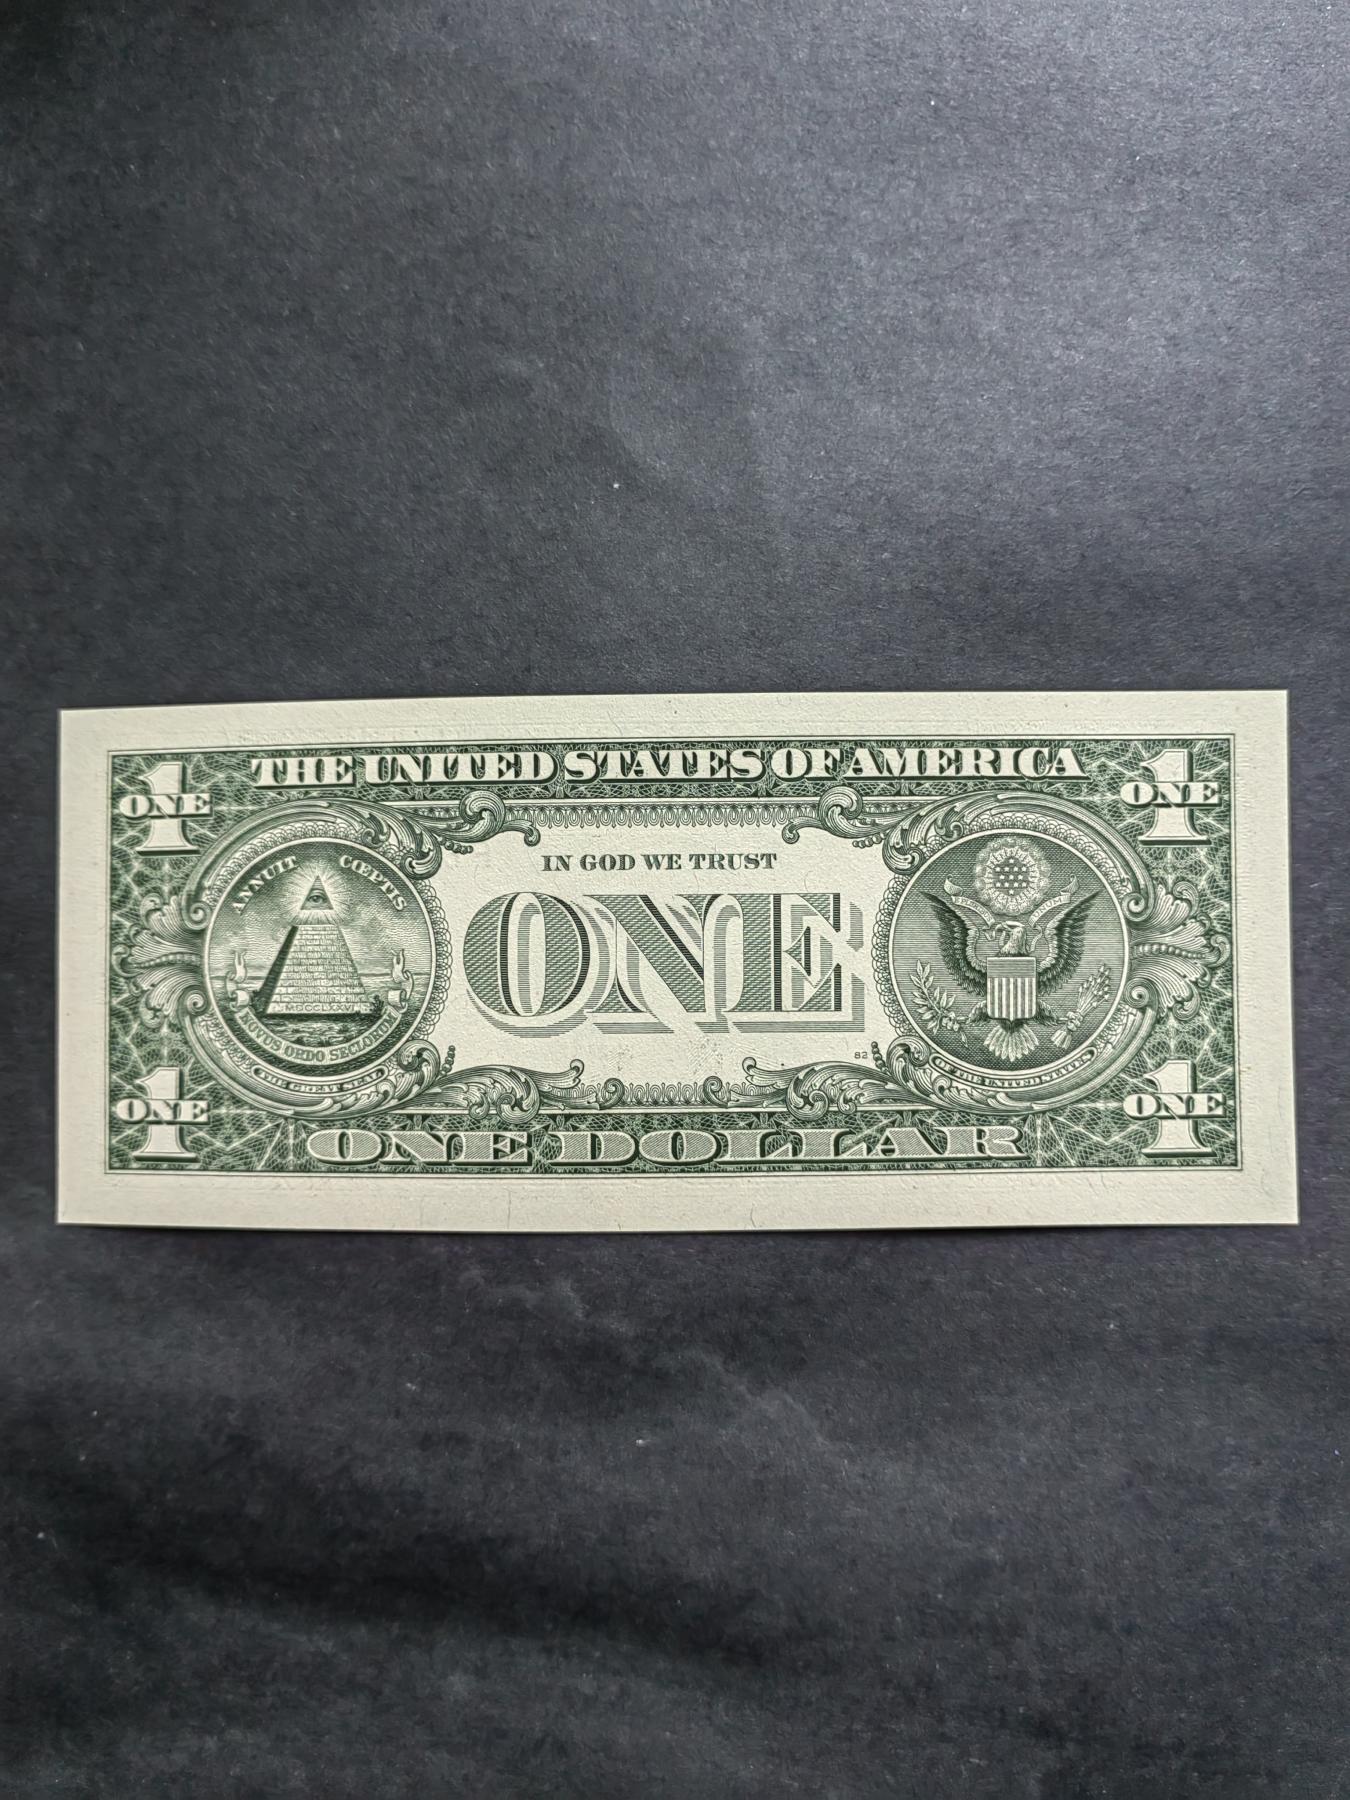 THE UNITED STATES OF AMERICA
1 ONE
1 ONE
IN GOD WE TRUST
ANNUIT CŒPTIS
ONE
MDCCLXXVI
NOVUS ORDO SECLORUM
THE GREAT SEAL
82
OF THE UNITED STATES
1 ONE
1 ONE
ONE DOLLAR